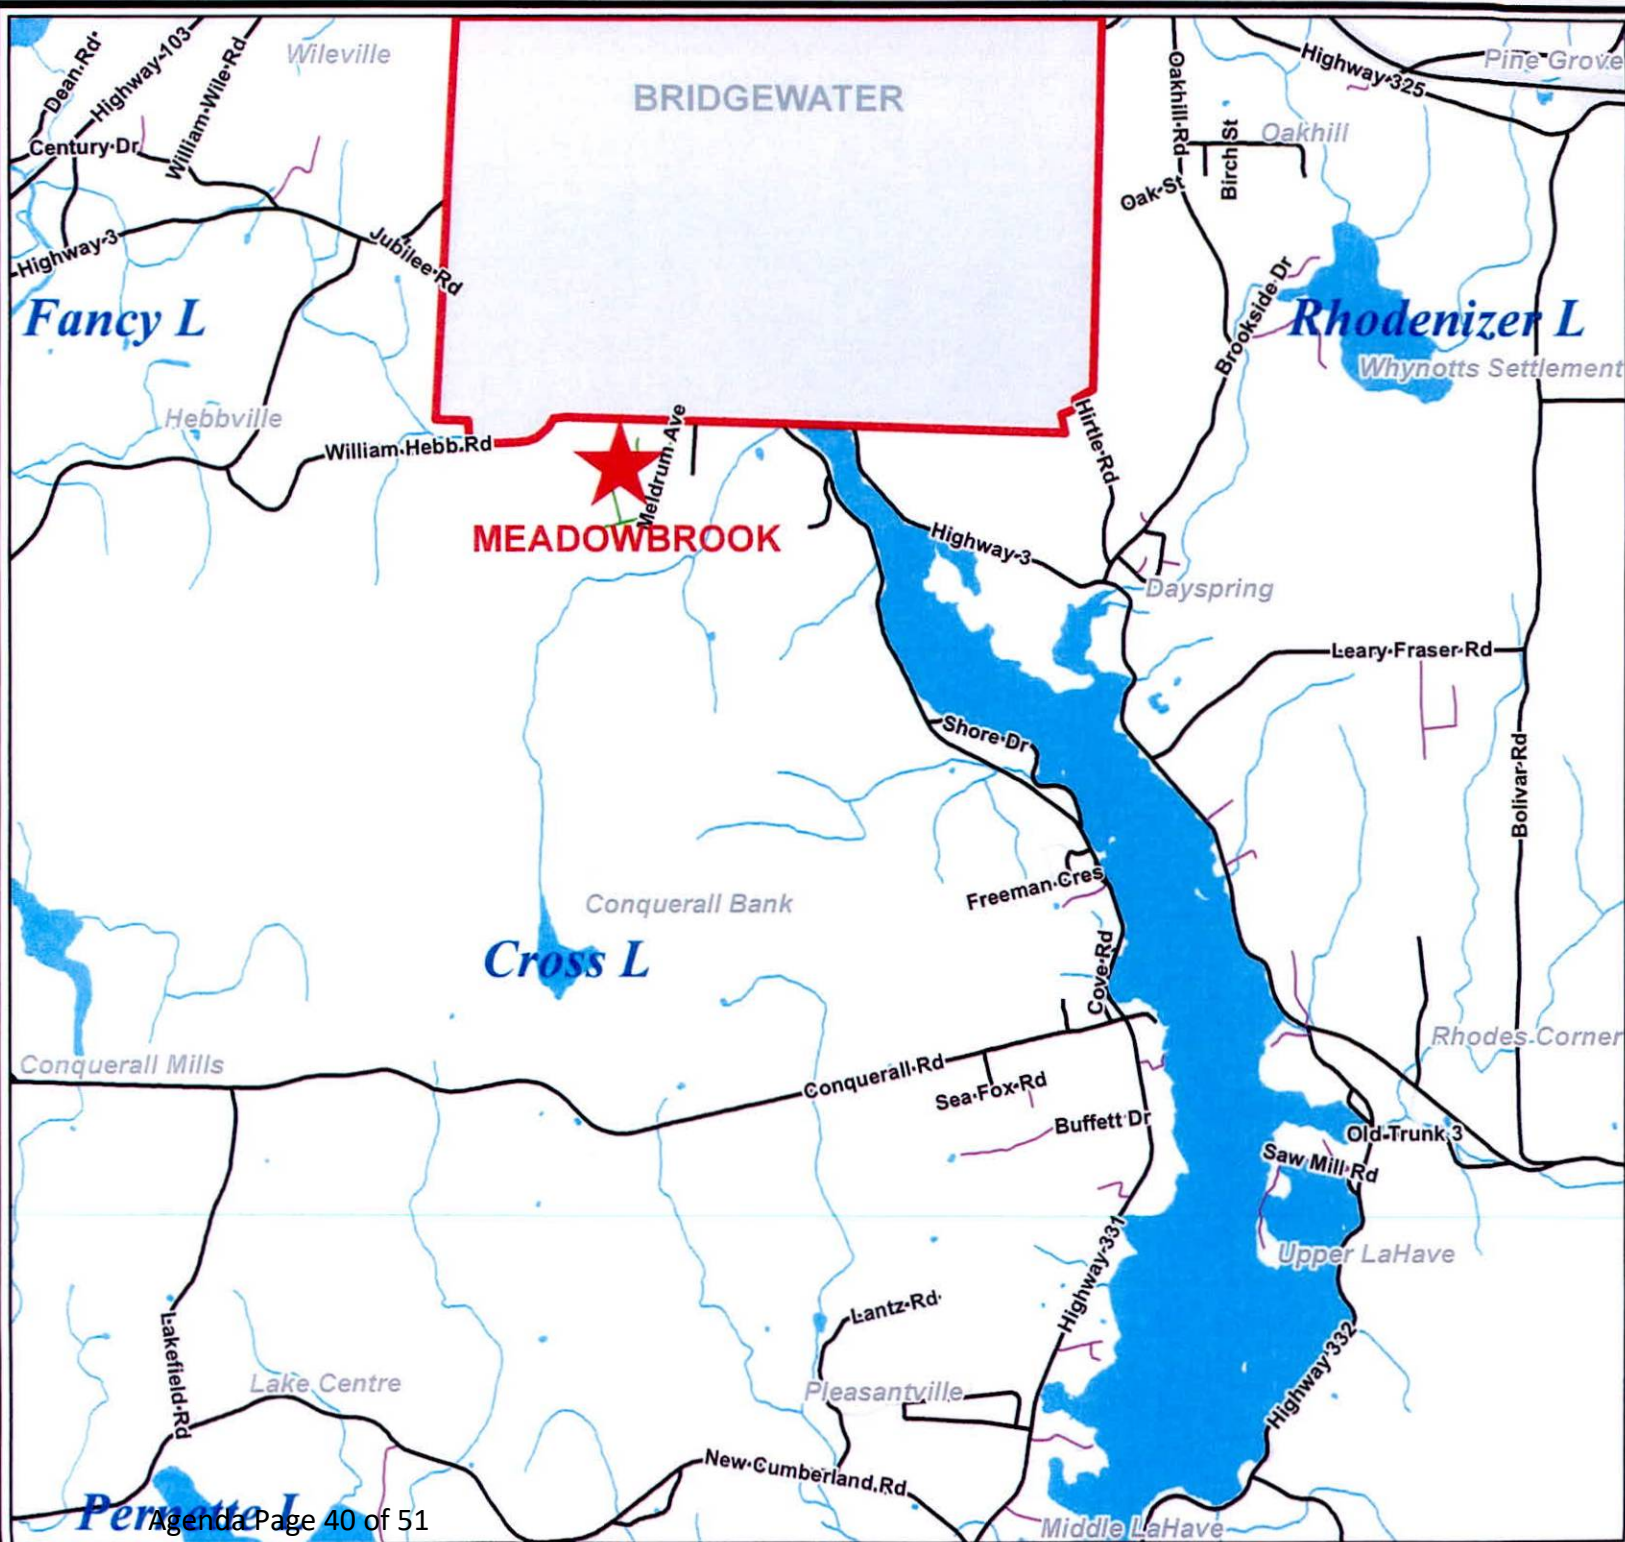 Wileville
Dean Rd
Highway 103
William Wile Rd
BRIDGEWATER
Oakhill Rd
Highway 325
Pine Grove
Century Dr
Birch St
Oakhill
Oak St
Highway 3
Jubilee Rd
Brookside Dr
Fancy L
Rhodenizer L
Whynotts Settlement
Hebbville
William Hebb Rd
Meldrum Ave
Hirtle Rd
MEADOWBROOK
Highway 3
Dayspring
Leary Fraser Rd
Shore Dr
Bolivar Rd
Freeman Cres
Conquerall Bank
Cross L
Cove Rd
Rhodes Corner
Conquerall Mills
Conquerall Rd
Sea Fox Rd
Buffett Dr
Old Trunk 3
Saw Mill Rd
Upper LaHave
Highway 331
Lantz Rd
Lakefield Rd
Highway 332
Lake Centre
Pleasantville
New Cumberland Rd
Pernette L
Agenda Page 40 of 51
Middle LaHave